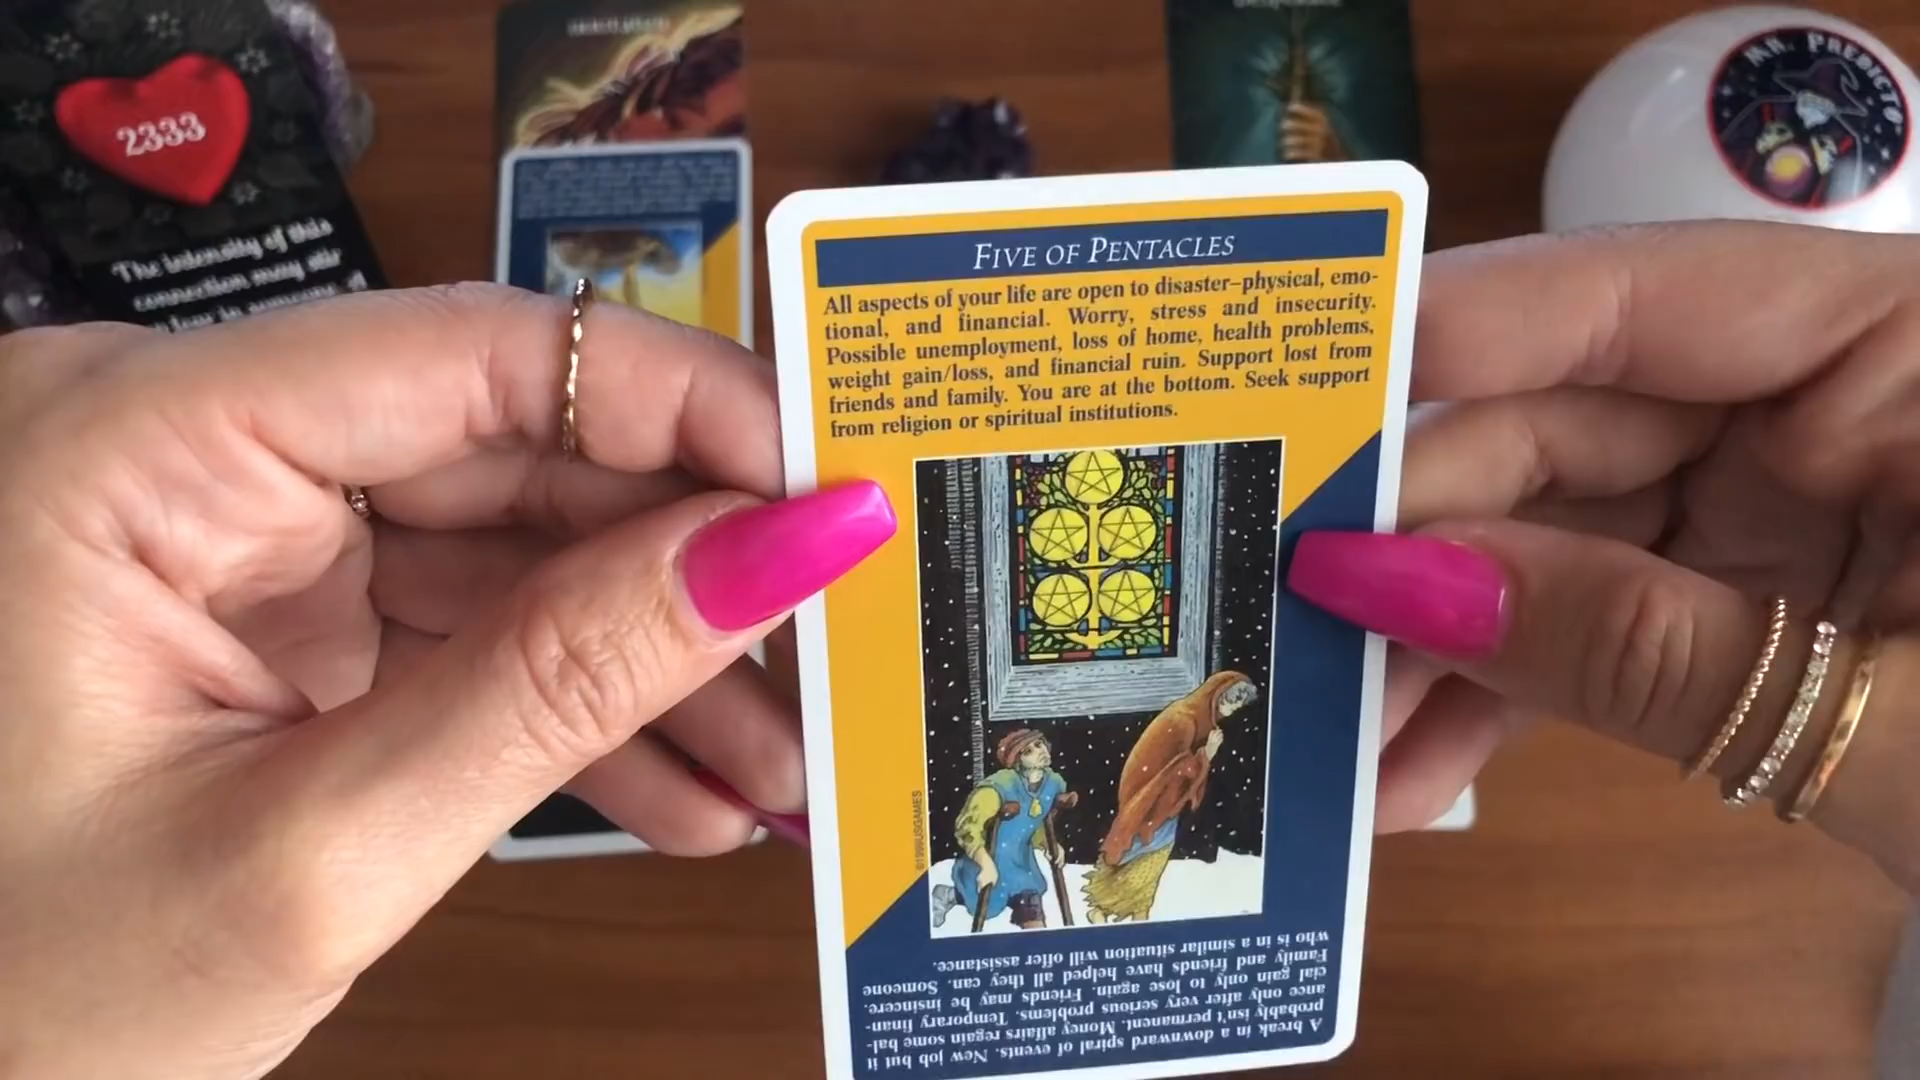 MR. PREDICTO
2333
The intensity of this
connection may stir
FIVE OF PENTACLES
All aspects of your life are open to disaster–physical, emo-
tional, and financial. Worry, stress and insecurity.
Possible unemployment, loss of home, health problems,
weight gain/loss, and financial ruin. Support lost from
friends and family. You are at the bottom. Seek support
from religion or spiritual institutions.
©1999USGAMES
A break in a downward spiral of events. New job but it
probably isn't permanent. Money affairs regain some bal-
ance only after very serious problems. Temporary finan-
cial gain only to lose again. Friends may be insincere.
Family and friends have helped all they can. Someone
who is in a similar situation will offer assistance.